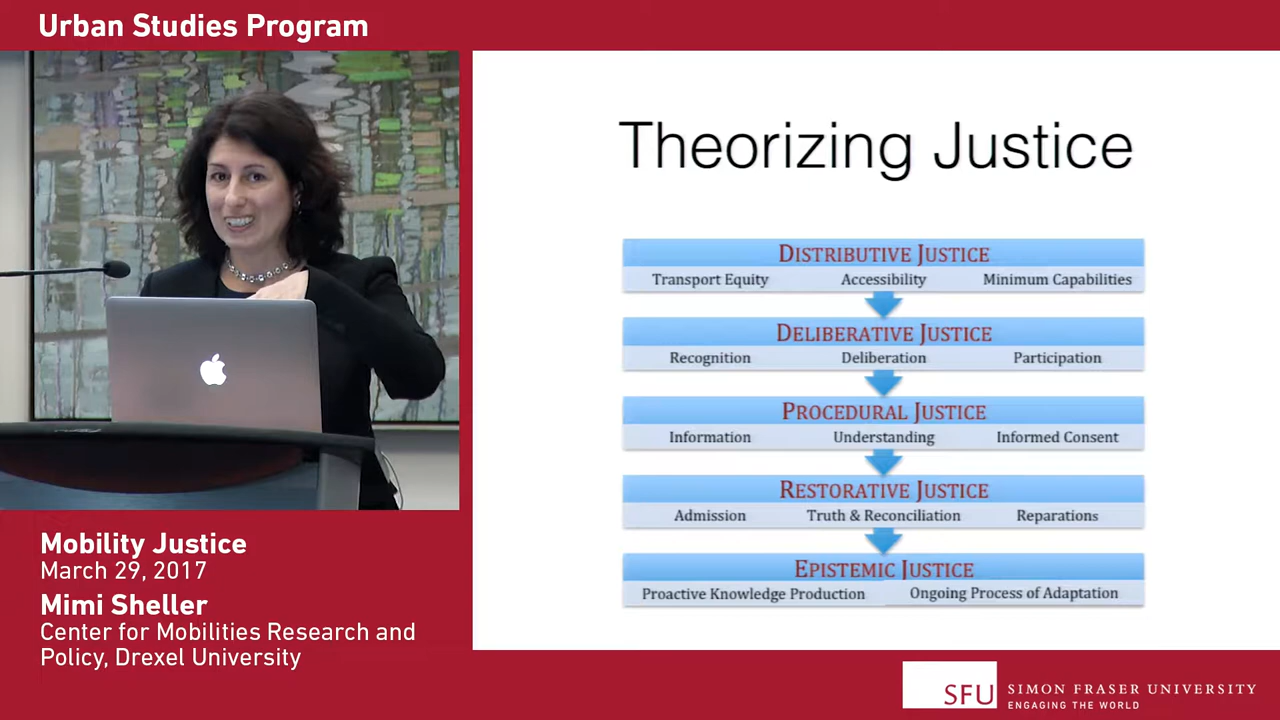 Urban Studies Program
Theorizing Justice
DISTRIBUTIVE JUSTICE
Transport Equity Accessibility Minimum Capabilities
DELIBERATIVE JUSTICE
Recognition Deliberation Participation
PROCEDURAL JUSTICE
Information Understanding Informed Consent
RESTORATIVE JUSTICE
Admission Truth & Reconciliation Reparations
EPISTEMIC JUSTICE
Proactive Knowledge Production Ongoing Process of Adaptation
Mobility Justice
March 29, 2017
Mimi Sheller
Center for Mobilities Research and
Policy, Drexel University
SFU SIMON FRASER UNIVERSITY
ENGAGING THE WORLD